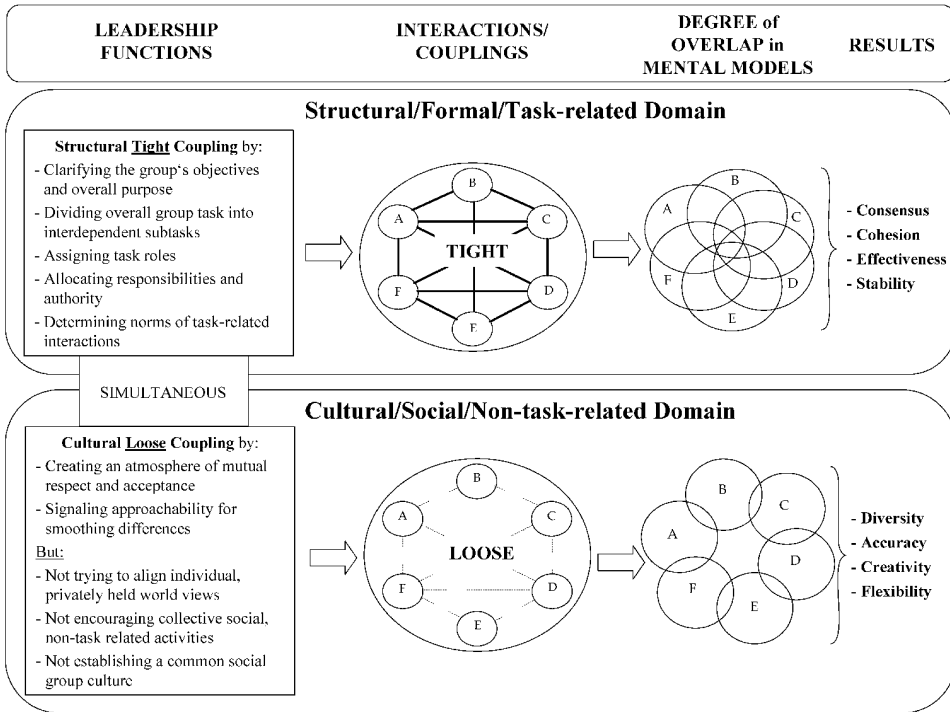 LEADERSHIP
FUNCTIONS
INTERACTIONS/
COUPLINGS
DEGREE of
OVERLAP in
MENTAL MODELS
RESULTS
Structural/Formal/Task-related Domain
Structural Tight Coupling by:
- Clarifying the group's objectives
and overall purpose
- Dividing overall group task into
interdependent subtasks
- Assigning task roles
- Allocating responsibilities and
authority
- Determining norms of task-related
interactions
B
A
C
TIGHT
F
D
E
B
A
C
F
D
E
- Consensus
- Cohesion
- Effectiveness
- Stability
SIMULTANEOUS
Cultural/Social/Non-task-related Domain
Cultural Loose Coupling by:
- Creating an atmosphere of mutual
respect and acceptance
- Signaling approachability for
smoothing differences
But:
- Not trying to align individual,
privately held world views
- Not encouraging collective social,
non-task related activities
- Not establishing a common social
group culture
B
A
C
LOOSE
F
D
E
B
C
A
D
F
E
- Diversity
- Accuracy
- Creativity
- Flexibility